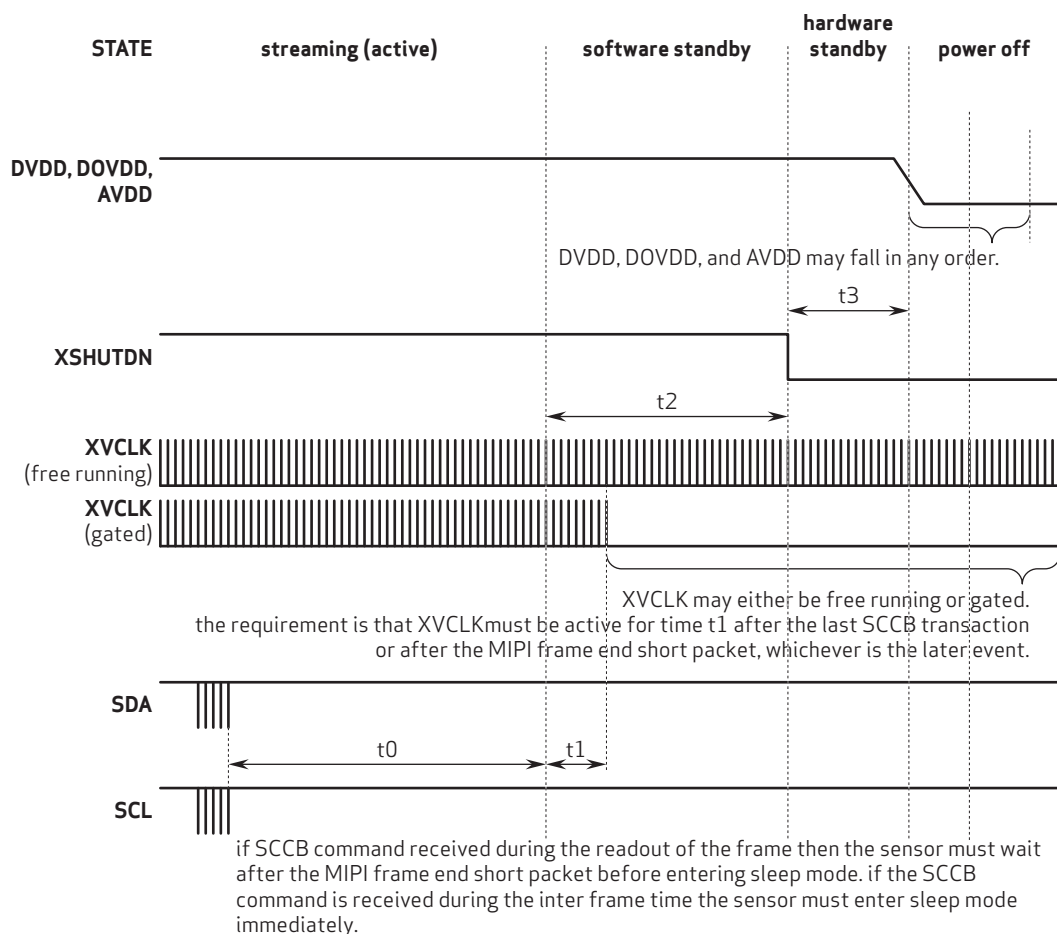 STATE
streaming (active)
software standby
hardware
standby
power off
DVDD, DOVDD,
AVDD
DVDD, DOVDD, and AVDD may fall in any order.
t3
XSHUTDN
t2
XVCLK
(free running)
XVCLK
(gated)
XVCLK may either be free running or gated.
the requirement is that XVCLKmust be active for time t1 after the last SCCB transaction
or after the MIPI frame end short packet, whichever is the later event.
SDA
t0
t1
SCL
if SCCB command received during the readout of the frame then the sensor must wait
after the MIPI frame end short packet before entering sleep mode. if the SCCB
command is received during the inter frame time the sensor must enter sleep mode
immediately.